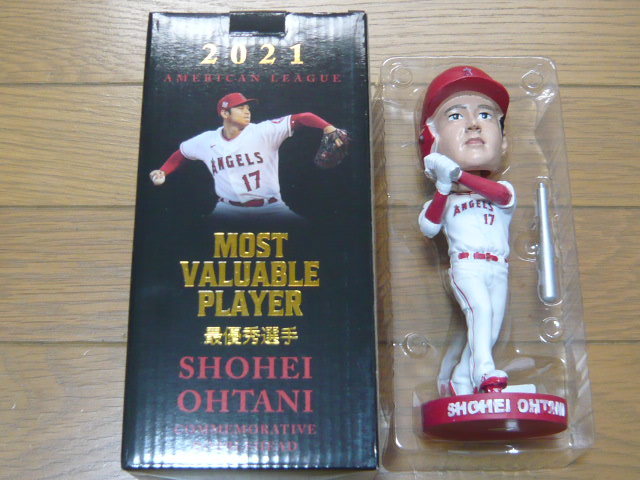 2021
AMERICAN LEAGUE
ANGELS
17
MOST
VALUABLE
PLAYER
最優秀選手
SHOHEI
OHTANI
COMMEMORATIVE
BOBBLEHEAD
ANGELS
17
SHOHEI OHTANI